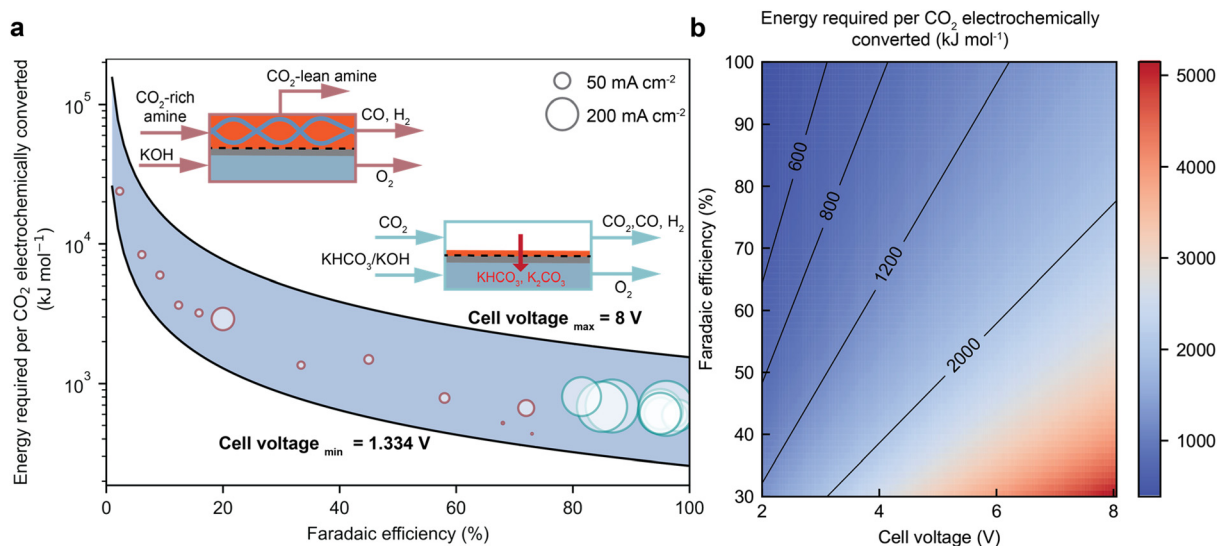 a
Energy required per CO₂ electrochemically converted
(kJ mol⁻¹)
10⁵
10⁴
10³
0
20
40
60
80
100
Faradaic efficiency (%)
CO₂-lean amine
CO₂-rich
amine
CO, H₂
KOH
O₂
50 mA cm⁻²
200 mA cm⁻²
CO₂
CO₂,CO, H₂
KHCO₃/KOH
KHCO₃, K₂CO₃
O₂
Cell voltage max = 8 V
Cell voltage min = 1.334 V
b
Energy required per CO₂ electrochemically
converted (kJ mol⁻¹)
Faradaic efficiency (%)
100
90
80
70
60
50
40
30
2
4
6
8
Cell voltage (V)
600
800
1200
2000
5000
4000
3000
2000
1000